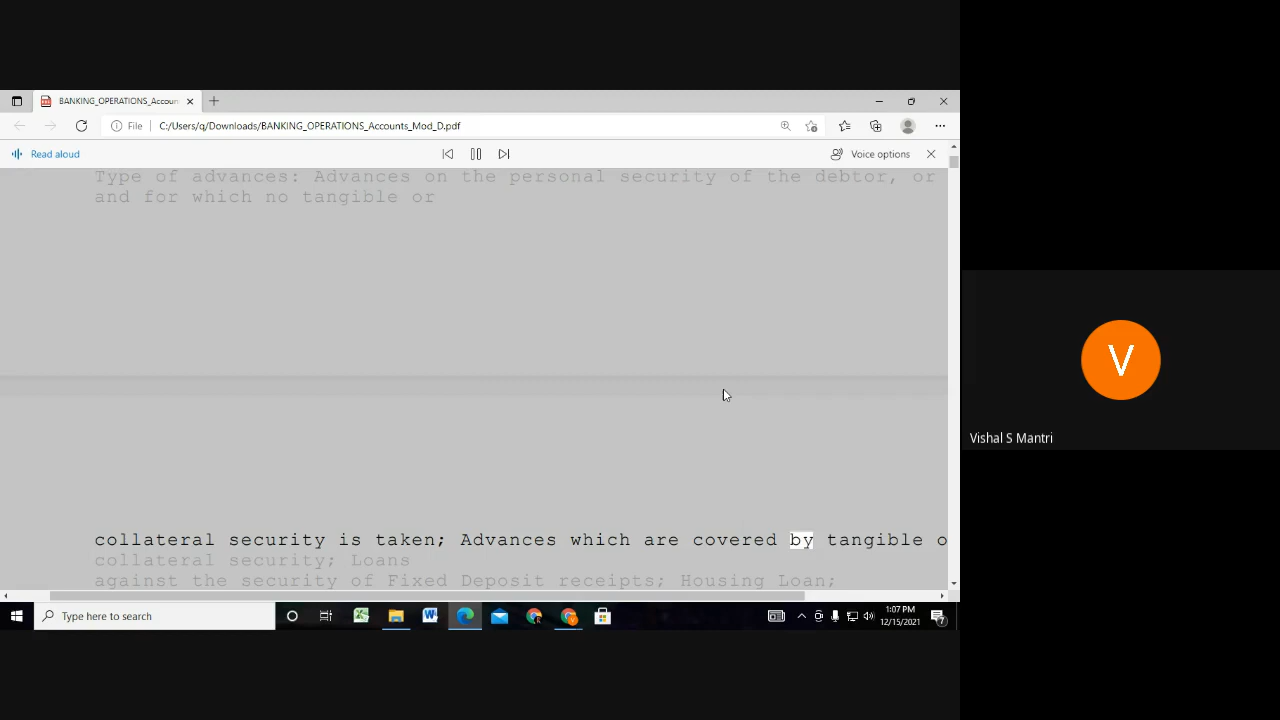 BANKING_OPERATIONS_Accoun
File
C:/Users/q/Downloads/BANKING_OPERATIONS_Accounts_Mod_D.pdf
Read aloud
Voice options
Type of advances: Advances on the personal security of the debtor, or
and for which no tangible or
V
Vishal S Mantri
collateral security is taken; Advances which are covered by tangible o
collateral security; Loans
against the security of Fixed Deposit receipts; Housing Loan;
Type here to search
1:07 PM
12/15/2021